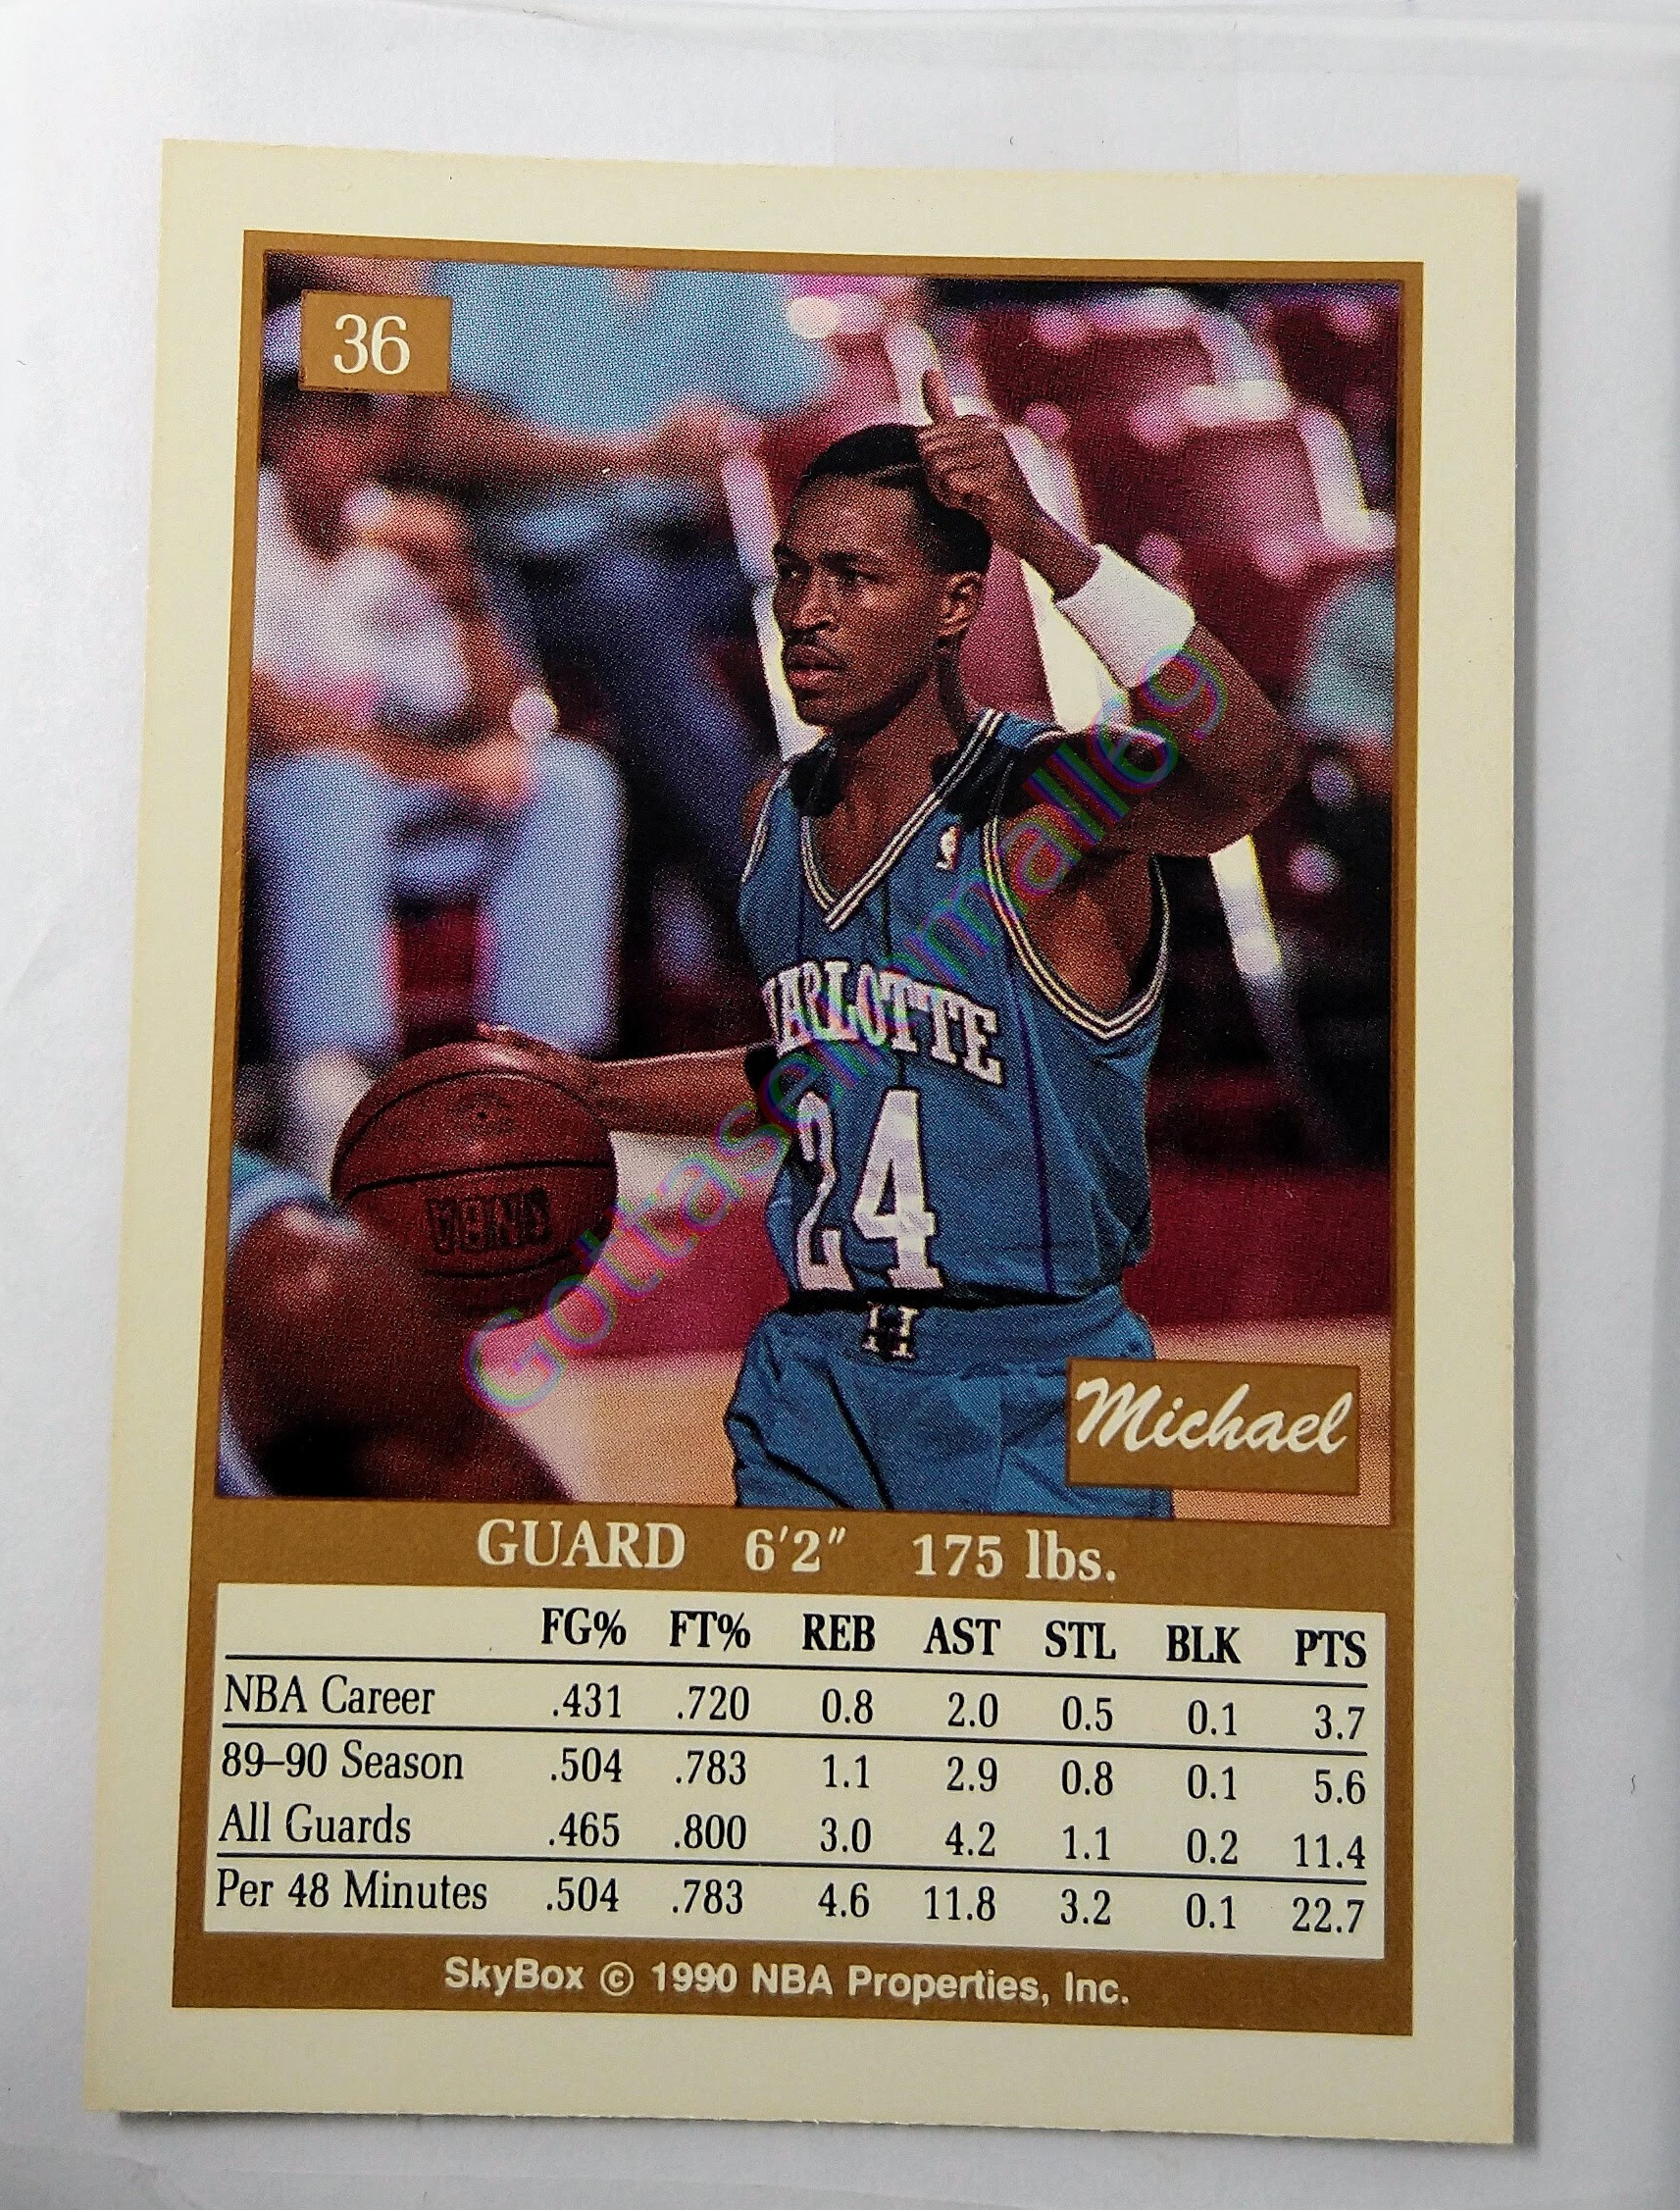 36
CHARLOTTE
24
H
Gottasellemmall69
Michael
GUARD 6'2" 175 lbs.
FG% FT% REB AST STL BLK PTS
NBA Career .431 .720 0.8 2.0 0.5 0.1 3.7
89–90 Season .504 .783 1.1 2.9 0.8 0.1 5.6
All Guards .465 .800 3.0 4.2 1.1 0.2 11.4
Per 48 Minutes .504 .783 4.6 11.8 3.2 0.1 22.7
SkyBox © 1990 NBA Properties, Inc.